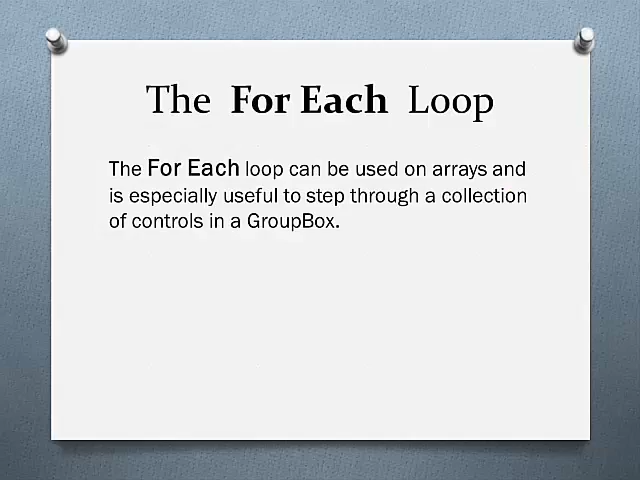 The For Each Loop
The For Each loop can be used on arrays and
is especially useful to step through a collection
of controls in a GroupBox.